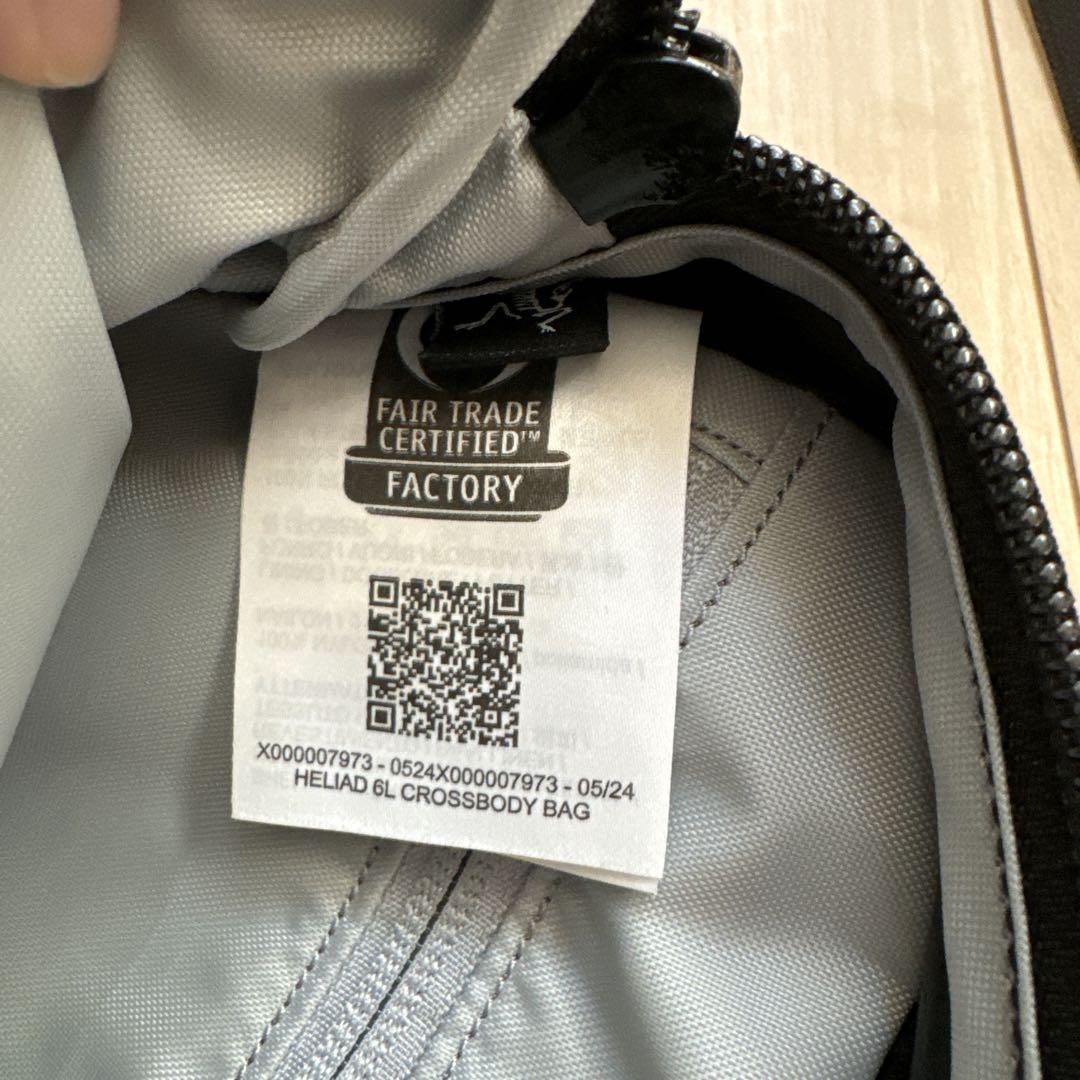 FAIR TRADE
CERTIFIED™
FACTORY
X000007973 - 0524X000007973 - 05/24
HELIAD 6L CROSSBODY BAG